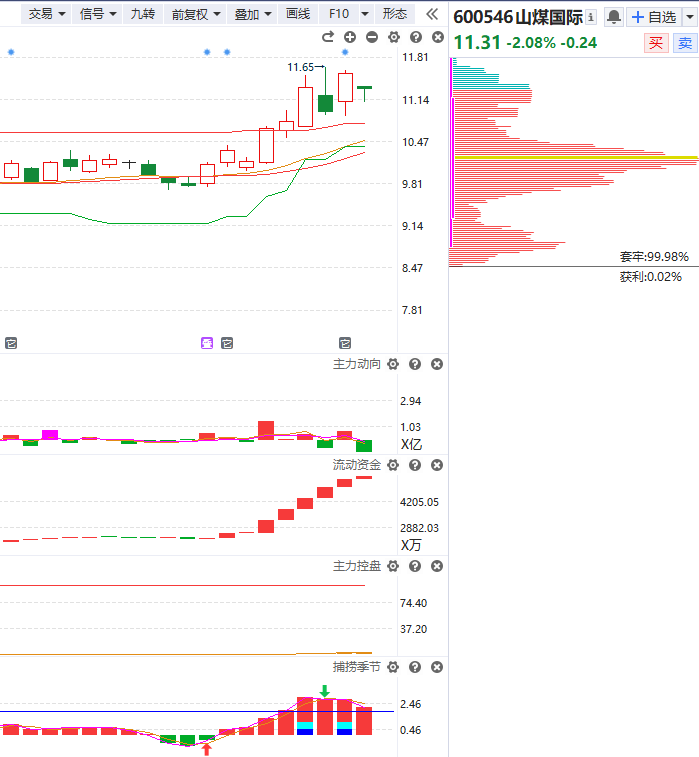 交易 信号 九转 前复权 叠加 画线 F10 形态
600546山煤国际 自选
11.31 -2.08% -0.24 买 卖
11.65→
11.81
11.14
10.47
9.81
9.14
8.47
7.81
套牢:99.98%
获利:0.02%
主力动向
2.94
1.03
X亿
流动资金
4205.05
2882.03
X万
主力控盘
74.40
37.20
捕捞季节
2.46
0.46